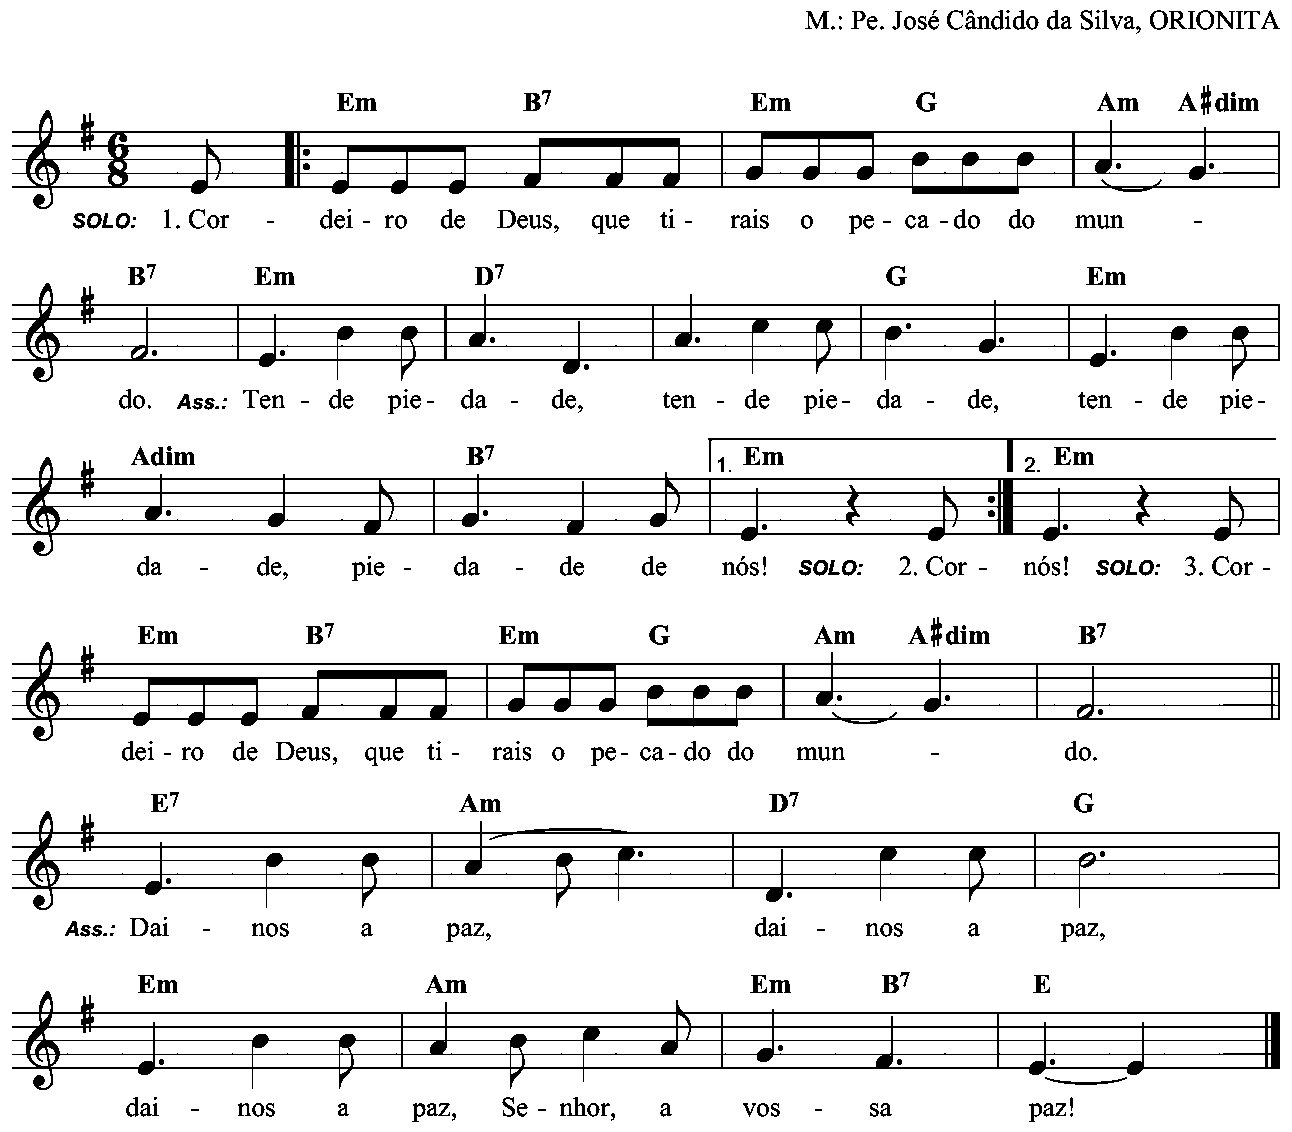 M.: Pe. José Cândido da Silva, ORIONITA
Em B7 Em G Am A♯dim
6
8
SOLO: 1. Cor - dei - ro de Deus, que ti - rais o pe - ca - do do mun -
B7 Em D7 G Em
do. Ass.: Ten - de pie - da - de, ten - de pie - da - de, ten - de pie -
Adim B7 1. Em 2. Em
da - de, pie - da - de de nós! SOLO: 2. Cor - nós! SOLO: 3. Cor -
Em B7 Em G Am A♯dim B7
dei - ro de Deus, que ti - rais o pe - ca - do do mun - do.
E7 Am D7 G
Ass.: Dai - nos a paz, dai - nos a paz,
Em Am Em B7 E
dai - nos a paz, Se - nhor, a vos - sa paz!